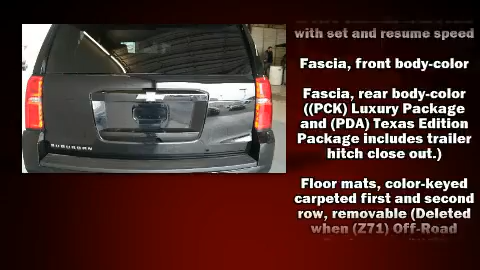 with set and resume speed
Fascia, front body-color
Fascia, rear body-color
((PCK) Luxury Package
and (PDA) Texas Edition
Package includes trailer
hitch close out.)
Floor mats, color-keyed
carpeted first and second
row, removable (Deleted
when (Z71) Off-Road
SUBURBAN